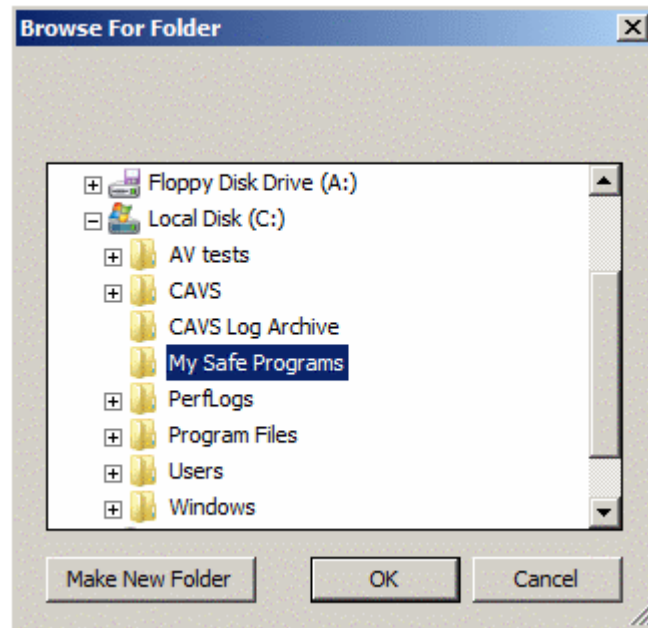 Browse For Folder
Floppy Disk Drive (A:)
Local Disk (C:)
AV tests
CAVS
CAVS Log Archive
My Safe Programs
PerfLogs
Program Files
Users
Windows
Make New Folder
OK
Cancel